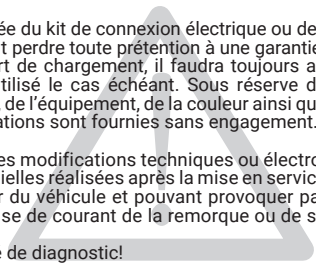 ée du kit de connexion électrique ou de
t perdre toute prétention à une garantie
rt de chargement, il faudra toujours a
tilisé le cas échéant. Sous réserve d
de l'équipement, de la couleur ainsi qu
ations sont fournies sans engagement.
es modifications techniques ou électro
ielles réalisées après la mise en servic
r du véhicule et pouvant provoquer pa
se de courant de la remorque ou de s
e de diagnostic!